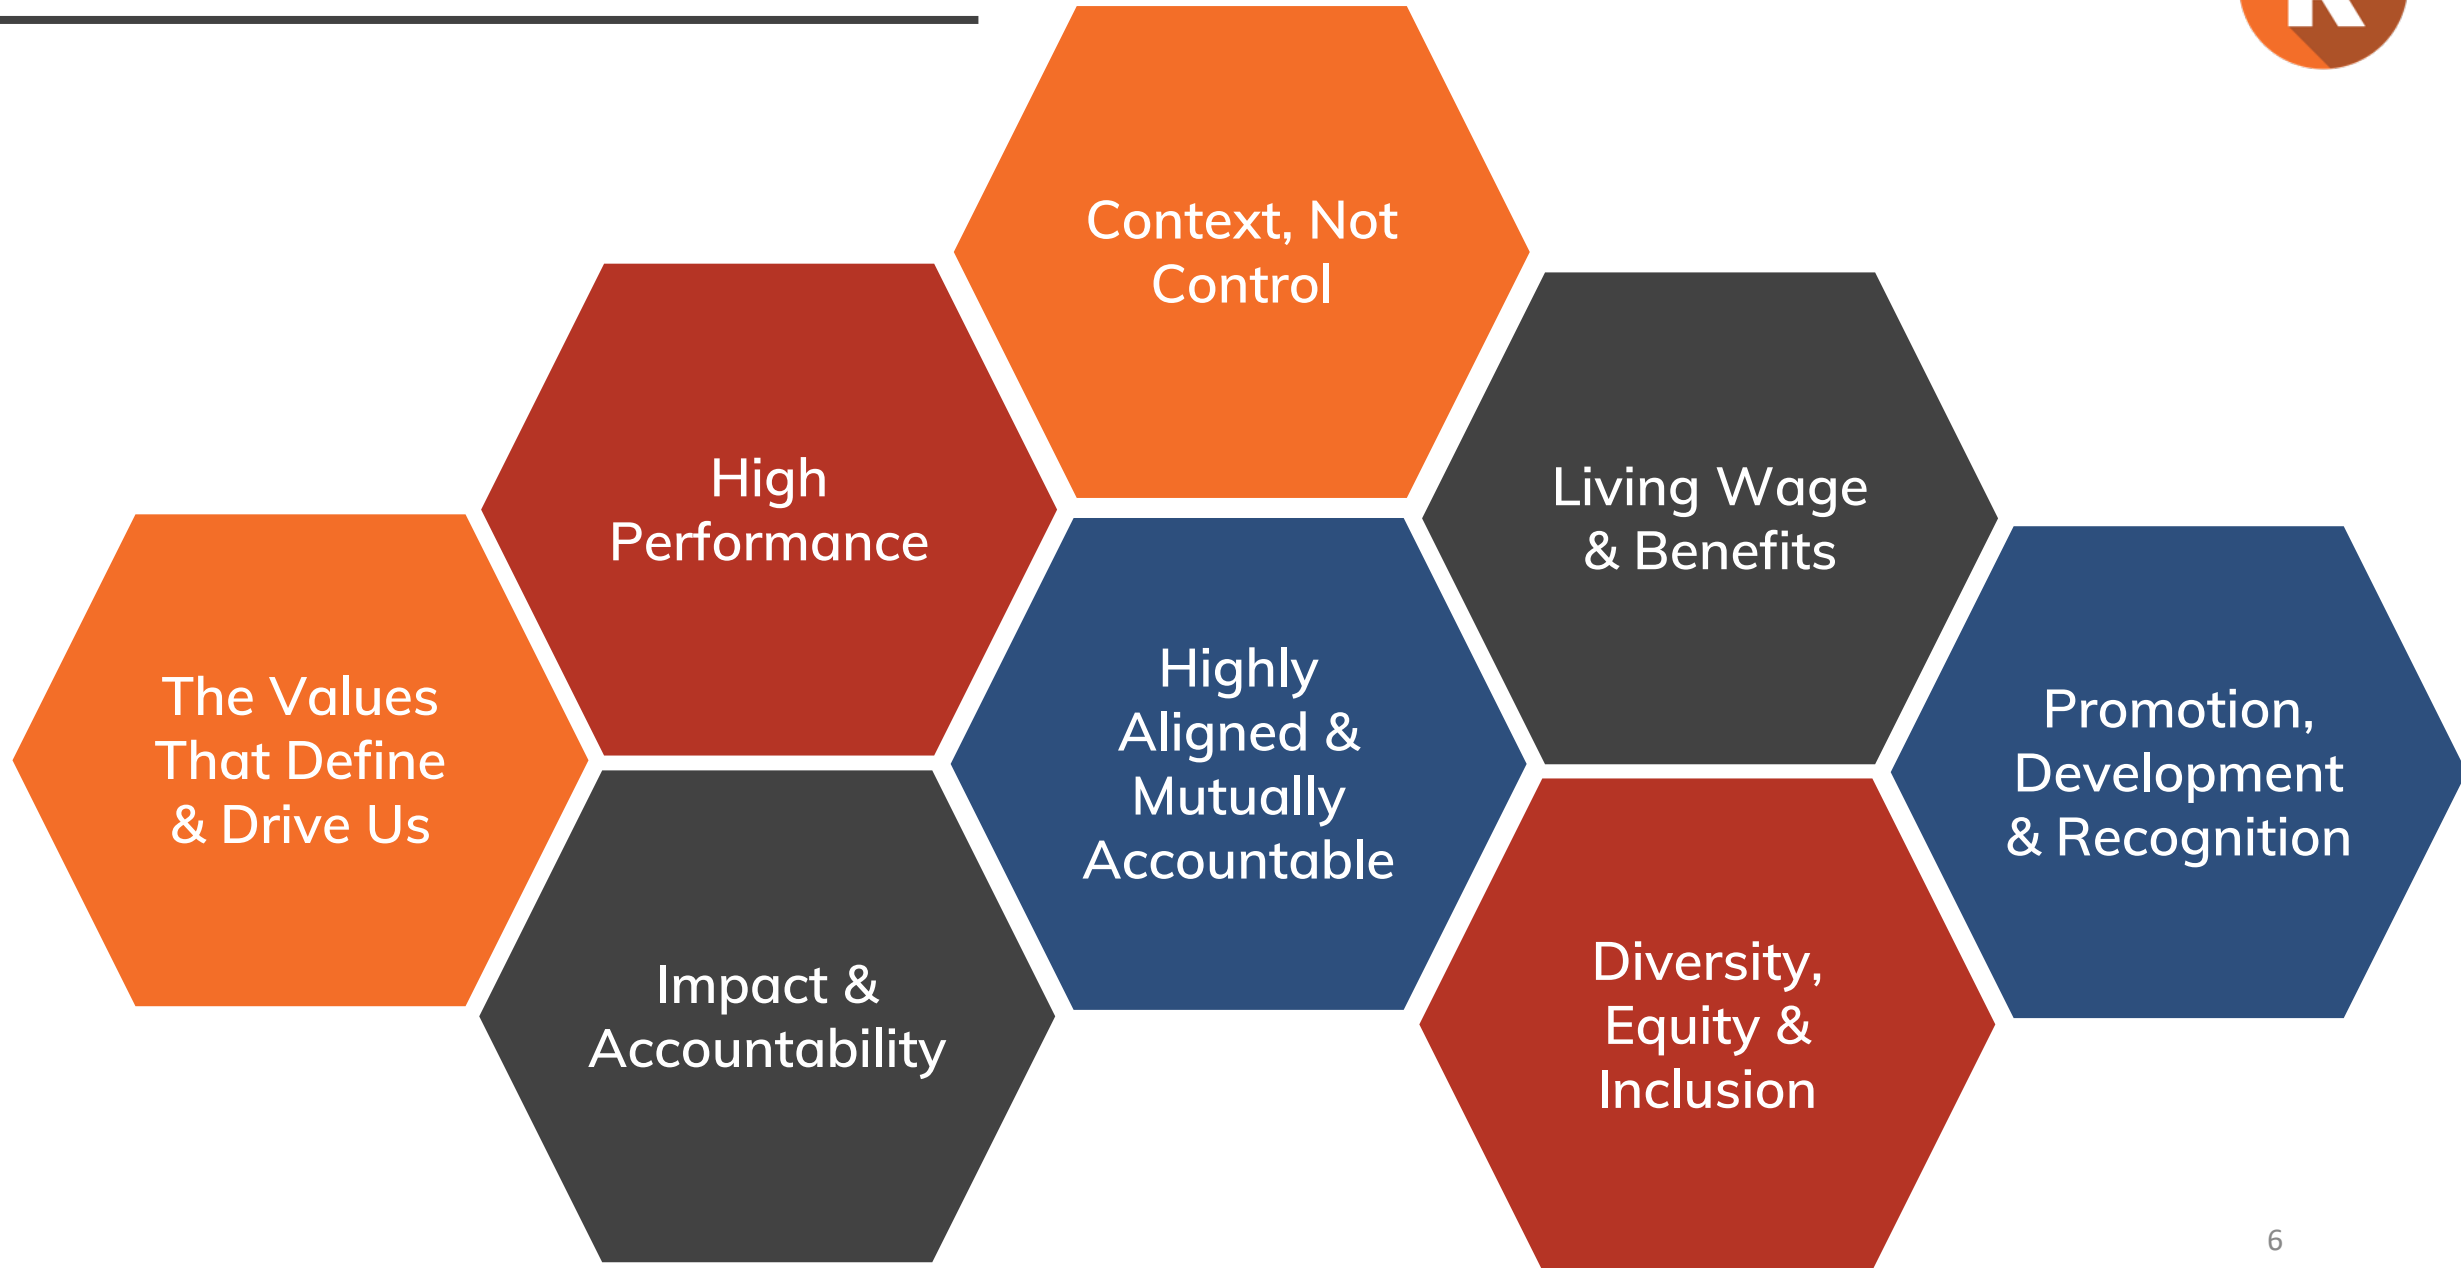 Context, Not
Control
High
Performance
Living Wage
& Benefits
The Values
That Define
& Drive Us
Highly
Aligned &
Mutually
Accountable
Promotion,
Development
& Recognition
Impact &
Accountability
Diversity,
Equity &
Inclusion
6